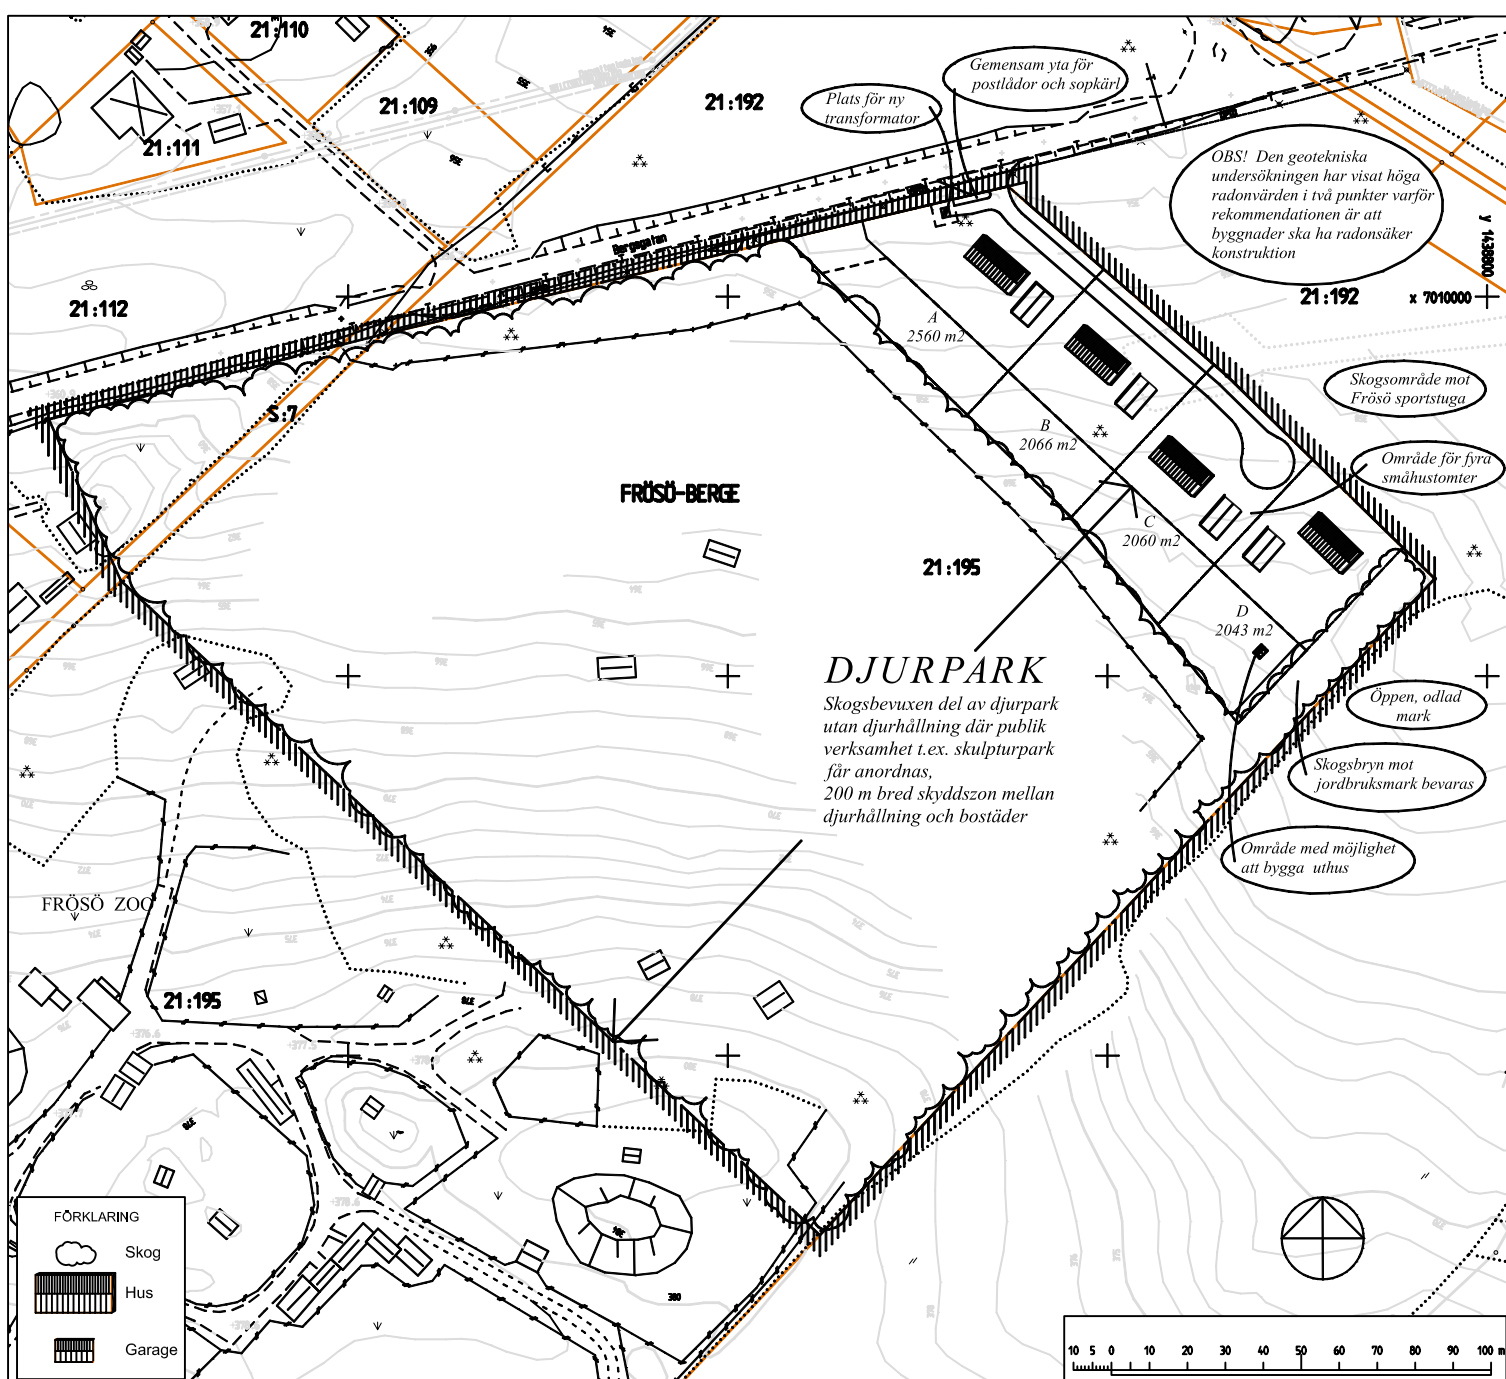 21:110
21:109
21:192
21:111
21:112
Gemensam yta för
postlådor och sopkärl
Plats för ny
transformator
OBS! Den geotekniska
undersökningen har visat höga
radonvärden i två punkter varför
rekommendationen är att
byggnader ska ha radonsäker
konstruktion
y 1438800
21:192
x 7010000
Bergsgatan
S:7
A
2560 m2
B
2066 m2
C
2060 m2
D
2043 m2
Skogsområde mot
Frösö sportstuga
Område för fyra
småhustomter
FRÖSÖ-BERGE
21:195
DJURPARK
Skogsbevuxen del av djurpark
utan djurhållning där publik
verksamhet t.ex. skulpturpark
får anordnas,
200 m bred skyddszon mellan
djurhållning och bostäder
Öppen, odlad
mark
Skogsbryn mot
jordbruksmark bevaras
Område med möjlighet
att bygga uthus
FRÖSÖ ZOO
21:195
380
FÖRKLARING
Skog
Hus
Garage
10 5 0 10 20 30 40 50 60 70 80 90 100 m